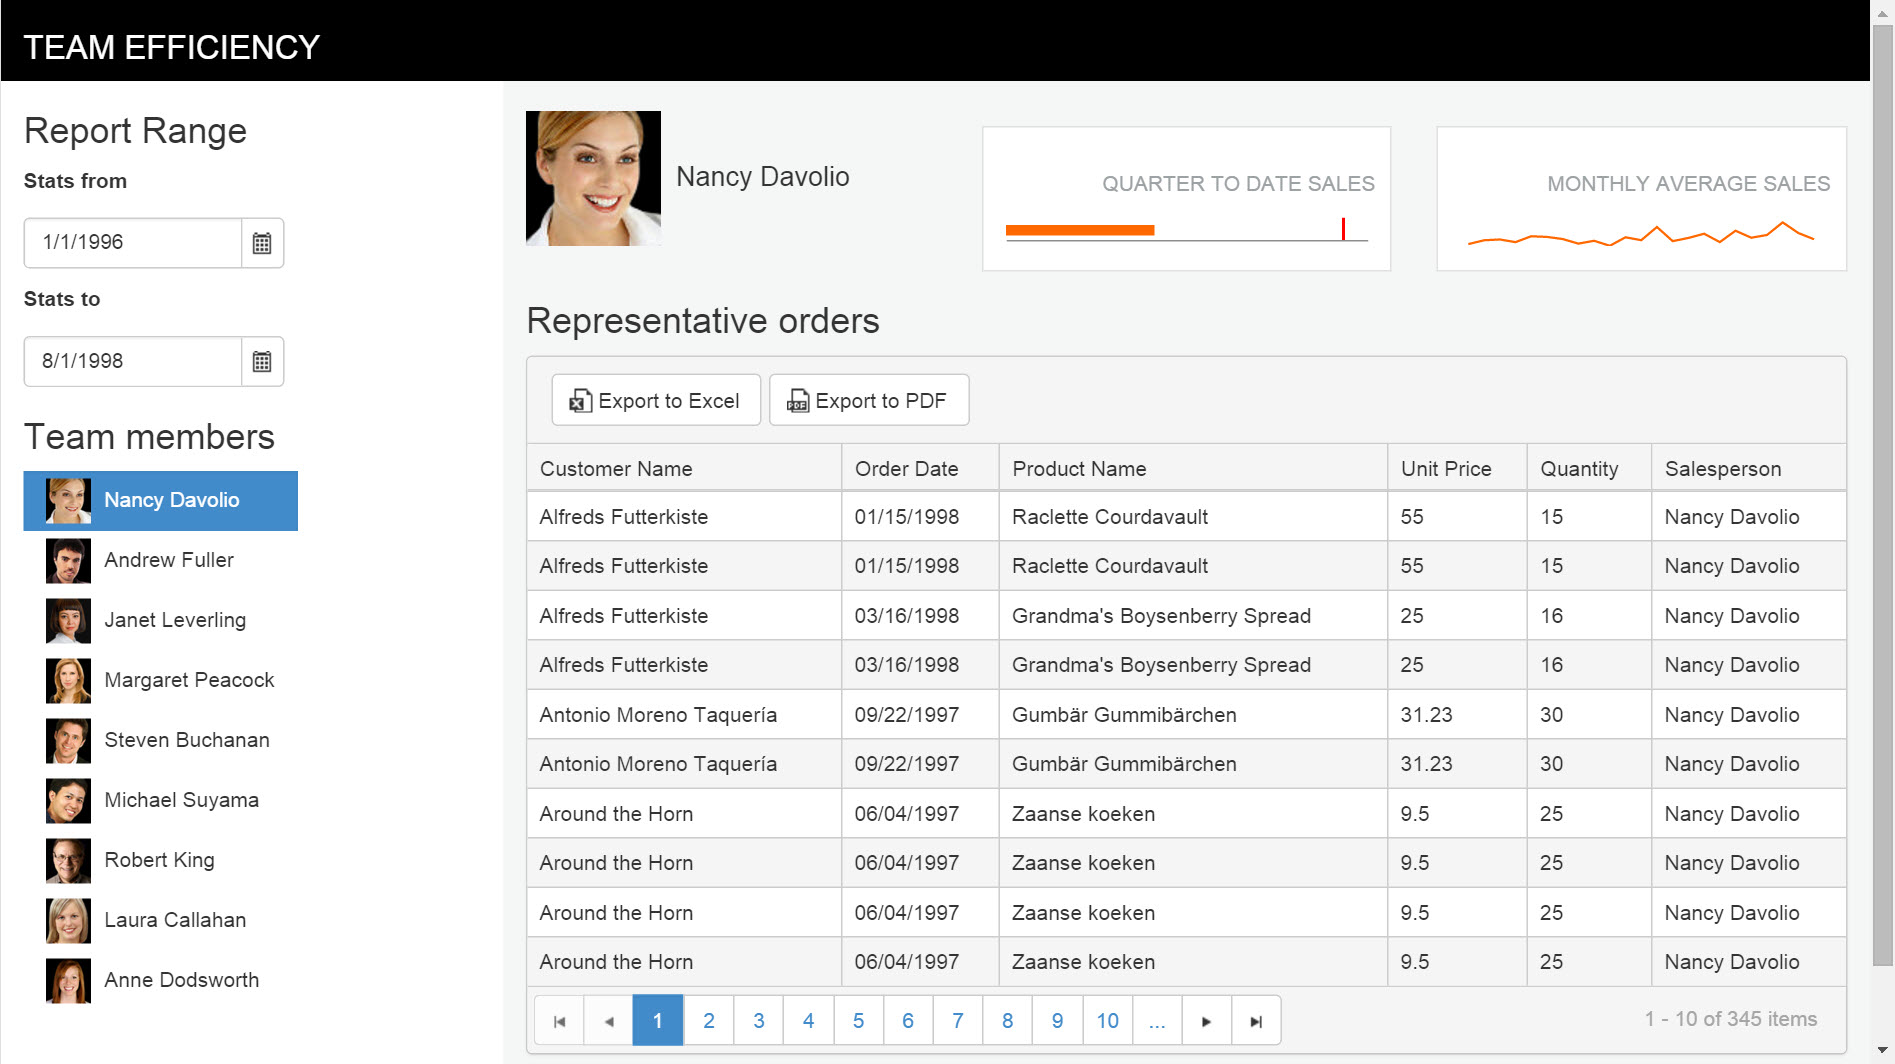 TEAM EFFICIENCY
Report Range
Stats from
1/1/1996
Stats to
8/1/1998
Team members
Nancy Davolio
Andrew Fuller
Janet Leverling
Margaret Peacock
Steven Buchanan
Michael Suyama
Robert King
Laura Callahan
Anne Dodsworth
Nancy Davolio
QUARTER TO DATE SALES
MONTHLY AVERAGE SALES
Representative orders
Export to Excel PDF Export to PDF
Customer Name Order Date Product Name Unit Price Quantity Salesperson
Alfreds Futterkiste 01/15/1998 Raclette Courdavault 55 15 Nancy Davolio
Alfreds Futterkiste 01/15/1998 Raclette Courdavault 55 15 Nancy Davolio
Alfreds Futterkiste 03/16/1998 Grandma's Boysenberry Spread 25 16 Nancy Davolio
Alfreds Futterkiste 03/16/1998 Grandma's Boysenberry Spread 25 16 Nancy Davolio
Antonio Moreno Taquería 09/22/1997 Gumbär Gummibärchen 31.23 30 Nancy Davolio
Antonio Moreno Taquería 09/22/1997 Gumbär Gummibärchen 31.23 30 Nancy Davolio
Around the Horn 06/04/1997 Zaanse koeken 9.5 25 Nancy Davolio
Around the Horn 06/04/1997 Zaanse koeken 9.5 25 Nancy Davolio
Around the Horn 06/04/1997 Zaanse koeken 9.5 25 Nancy Davolio
Around the Horn 06/04/1997 Zaanse koeken 9.5 25 Nancy Davolio
1 2 3 4 5 6 7 8 9 10 ... 1 - 10 of 345 items